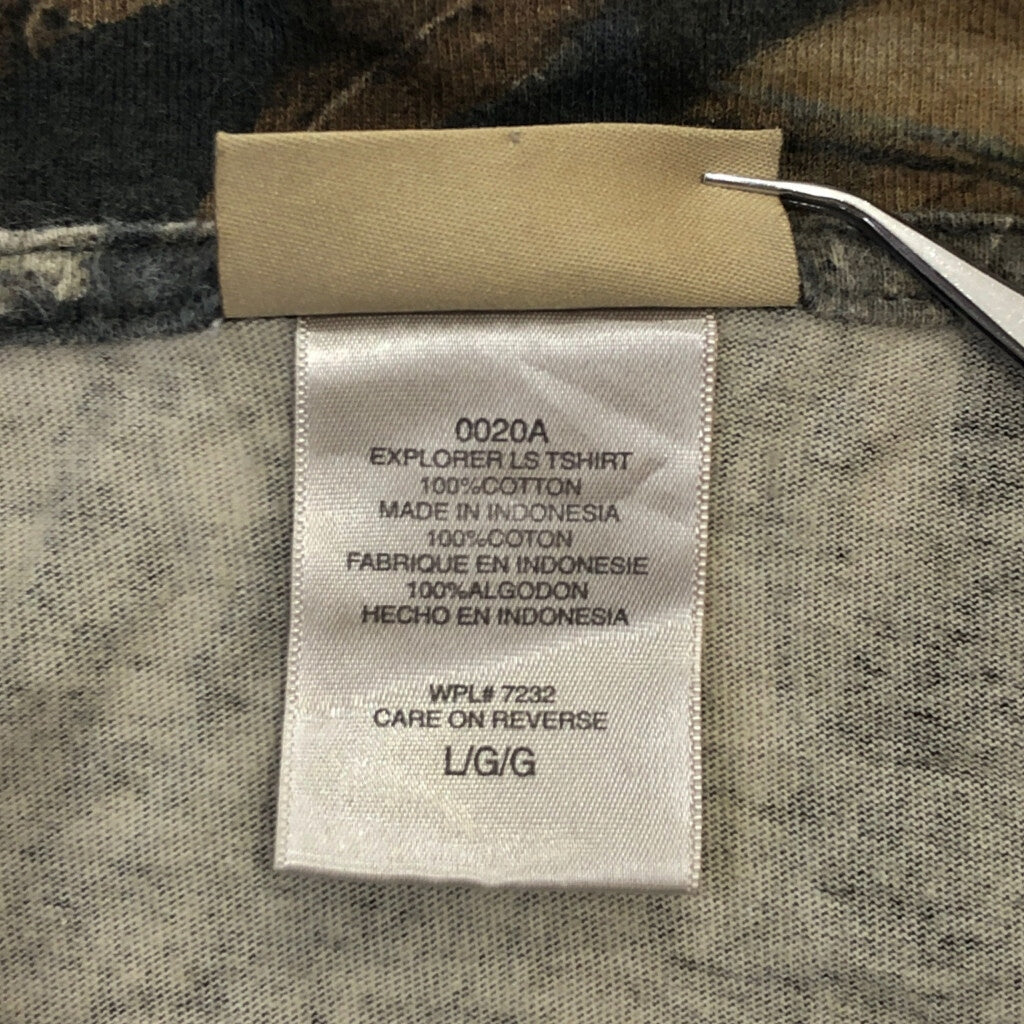 0020A
EXPLORER LS TSHIRT
100%COTTON
MADE IN INDONESIA
100%COTON
FABRIQUE EN INDONESIE
100%ALGODON
HECHO EN INDONESIA
WPL# 7232
CARE ON REVERSE
L/G/G